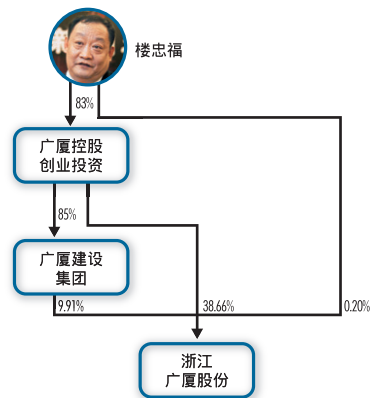 楼忠福
83%
广厦控股
创业投资
85%
广厦建设
集团
9.91%
38.66%
0.20%
浙江
广厦股份